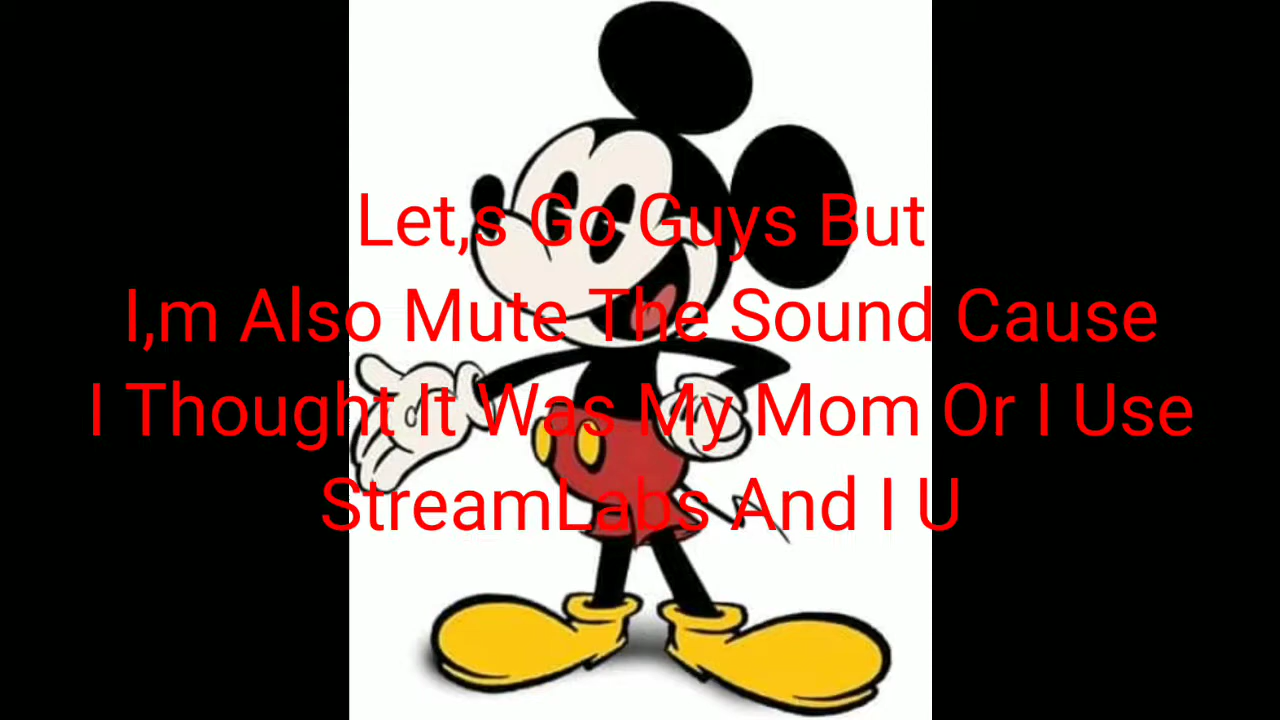 Let,s Go Guys But
I,m Also Mute The Sound Cause
I Thought It Was My Mom Or I Use
StreamLabs And I U